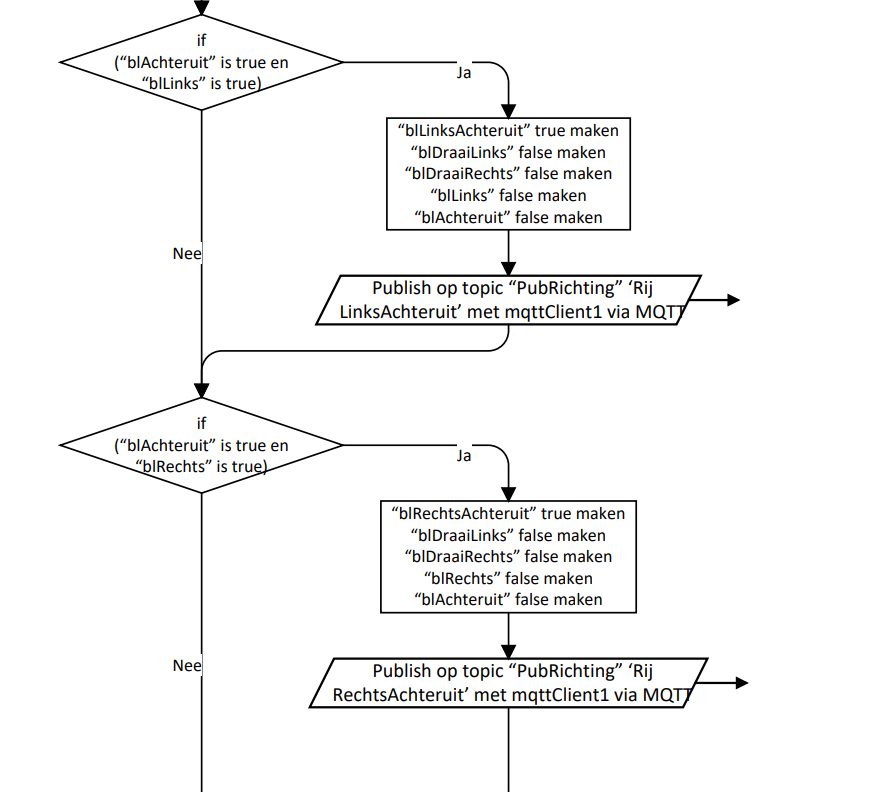 if
(“blAchteruit” is true en
“blLinks” is true)
Ja
“blLinksAchteruit” true maken
“blDraaiLinks” false maken
“blDraaiRechts” false maken
“blLinks” false maken
“blAchteruit” false maken
Nee
Publish op topic “PubRichting” ‘Rij
LinksAchteruit’ met mqttClient1 via MQTT
if
(“blAchteruit” is true en
“blRechts” is true)
Ja
“blRechtsAchteruit” true maken
“blDraaiLinks” false maken
“blDraaiRechts” false maken
“blRechts” false maken
“blAchteruit” false maken
Nee
Publish op topic “PubRichting” ‘Rij
RechtsAchteruit’ met mqttClient1 via MQTT